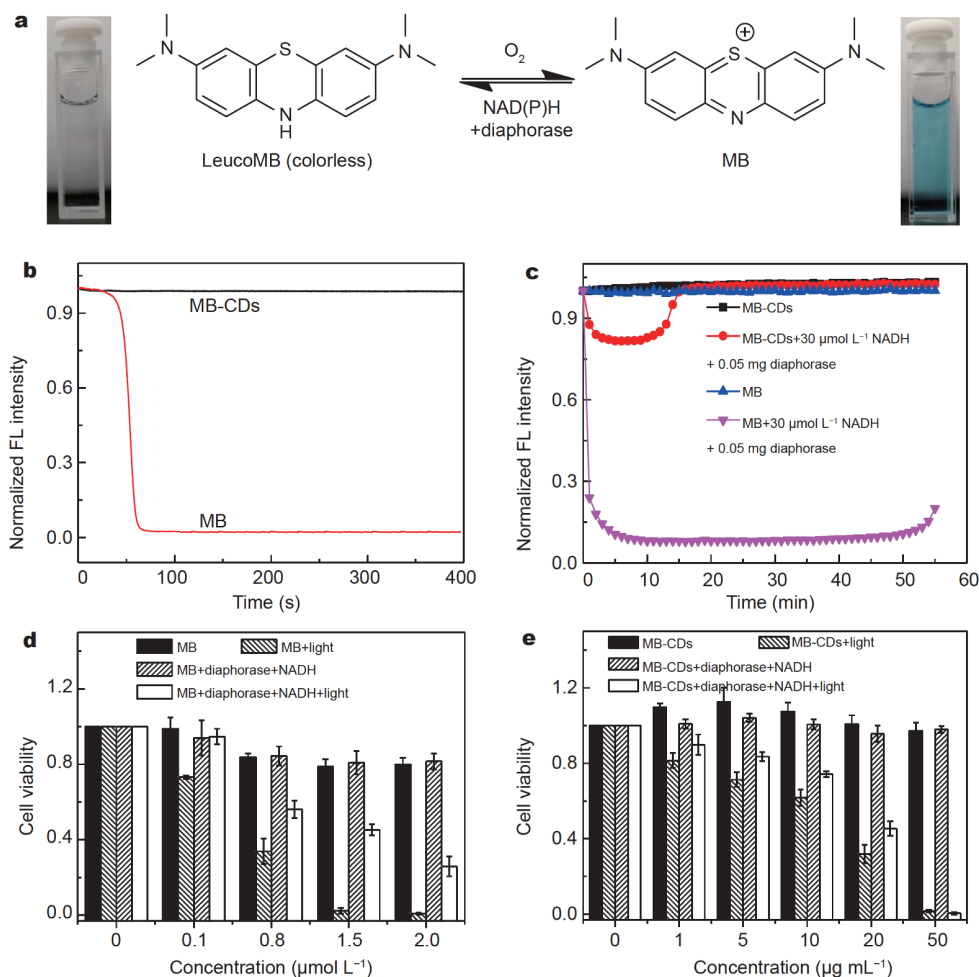 a
N
S
N
N
H
LeucoMB (colorless)
O₂
NAD(P)H
+diaphorase
N
S
⊕
N
N
MB
b
Normalized FL intensity
0.9
0.6
0.3
0.0
MB-CDs
MB
0 100 200 300 400
Time (s)
c
Normalized FL intensity
0.9
0.6
0.3
0.0
MB-CDs
MB-CDs+30 µmol L⁻¹ NADH
+ 0.05 mg diaphorase
MB
MB+30 µmol L⁻¹ NADH
+ 0.05 mg diaphorase
0 10 20 30 40 50 60
Time (min)
d
Cell viability
1.2
0.8
0.4
0.0
MB MB+light
MB+diaphorase+NADH
MB+diaphorase+NADH+light
0 0.1 0.8 1.5 2.0
Concentration (µmol L⁻¹)
e
Cell viability
1.2
0.8
0.4
0.0
MB-CDs MB-CDs+light
MB-CDs+diaphorase+NADH
MB-CDs+diaphorase+NADH+light
0 1 5 10 20 50
Concentration (µg mL⁻¹)